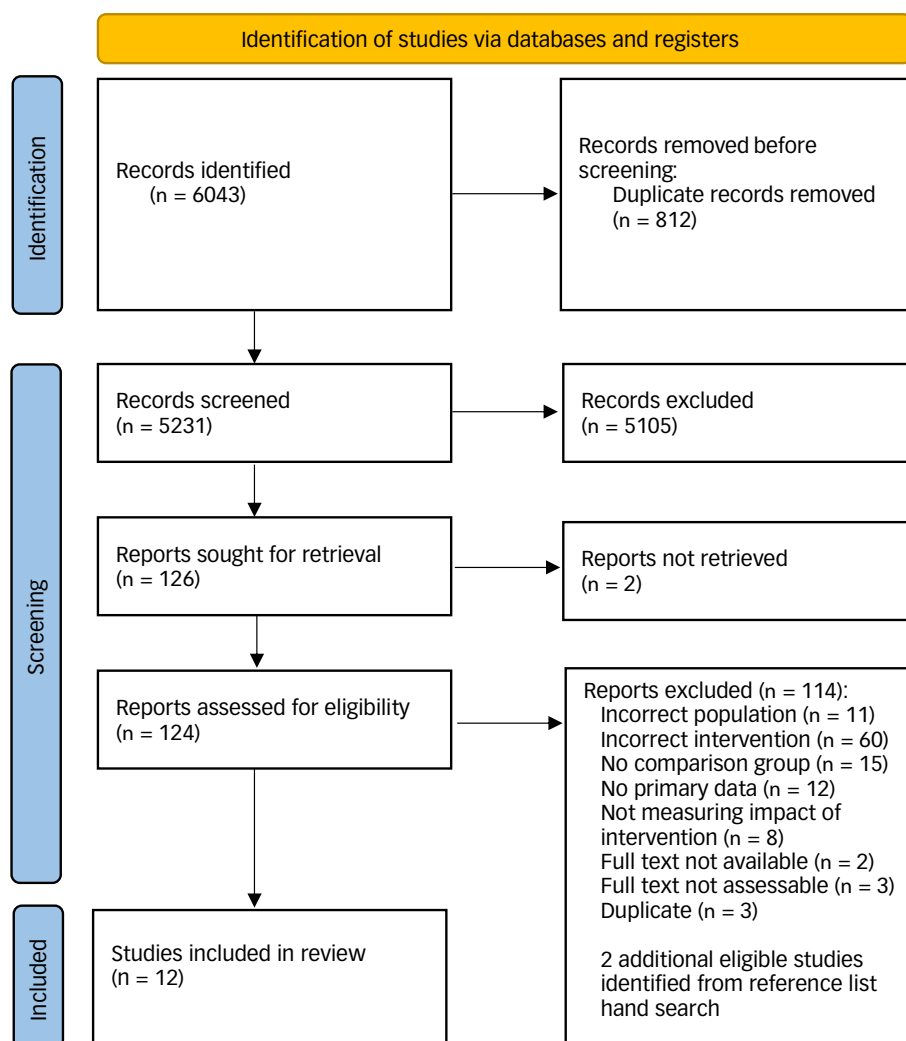 Identification of studies via databases and registers
Identification
Records identified
(n = 6043)
Records removed before
screening:
Duplicate records removed
(n = 812)
Screening
Records screened
(n = 5231)
Records excluded
(n = 5105)
Reports sought for retrieval
(n = 126)
Reports not retrieved
(n = 2)
Reports assessed for eligibility
(n = 124)
Reports excluded (n = 114):
Incorrect population (n = 11)
Incorrect intervention (n = 60)
No comparison group (n = 15)
No primary data (n = 12)
Not measuring impact of
intervention (n = 8)
Full text not available (n = 2)
Full text not assessable (n = 3)
Duplicate (n = 3)
2 additional eligible studies
identified from reference list
hand search
Included
Studies included in review
(n = 12)